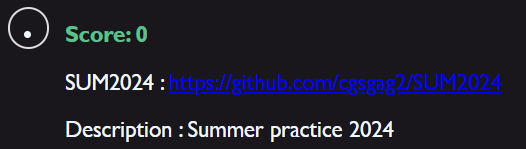 Score: 0
SUM2024 : https://github.com/cgsgag2/SUM2024
Description : Summer practice 2024